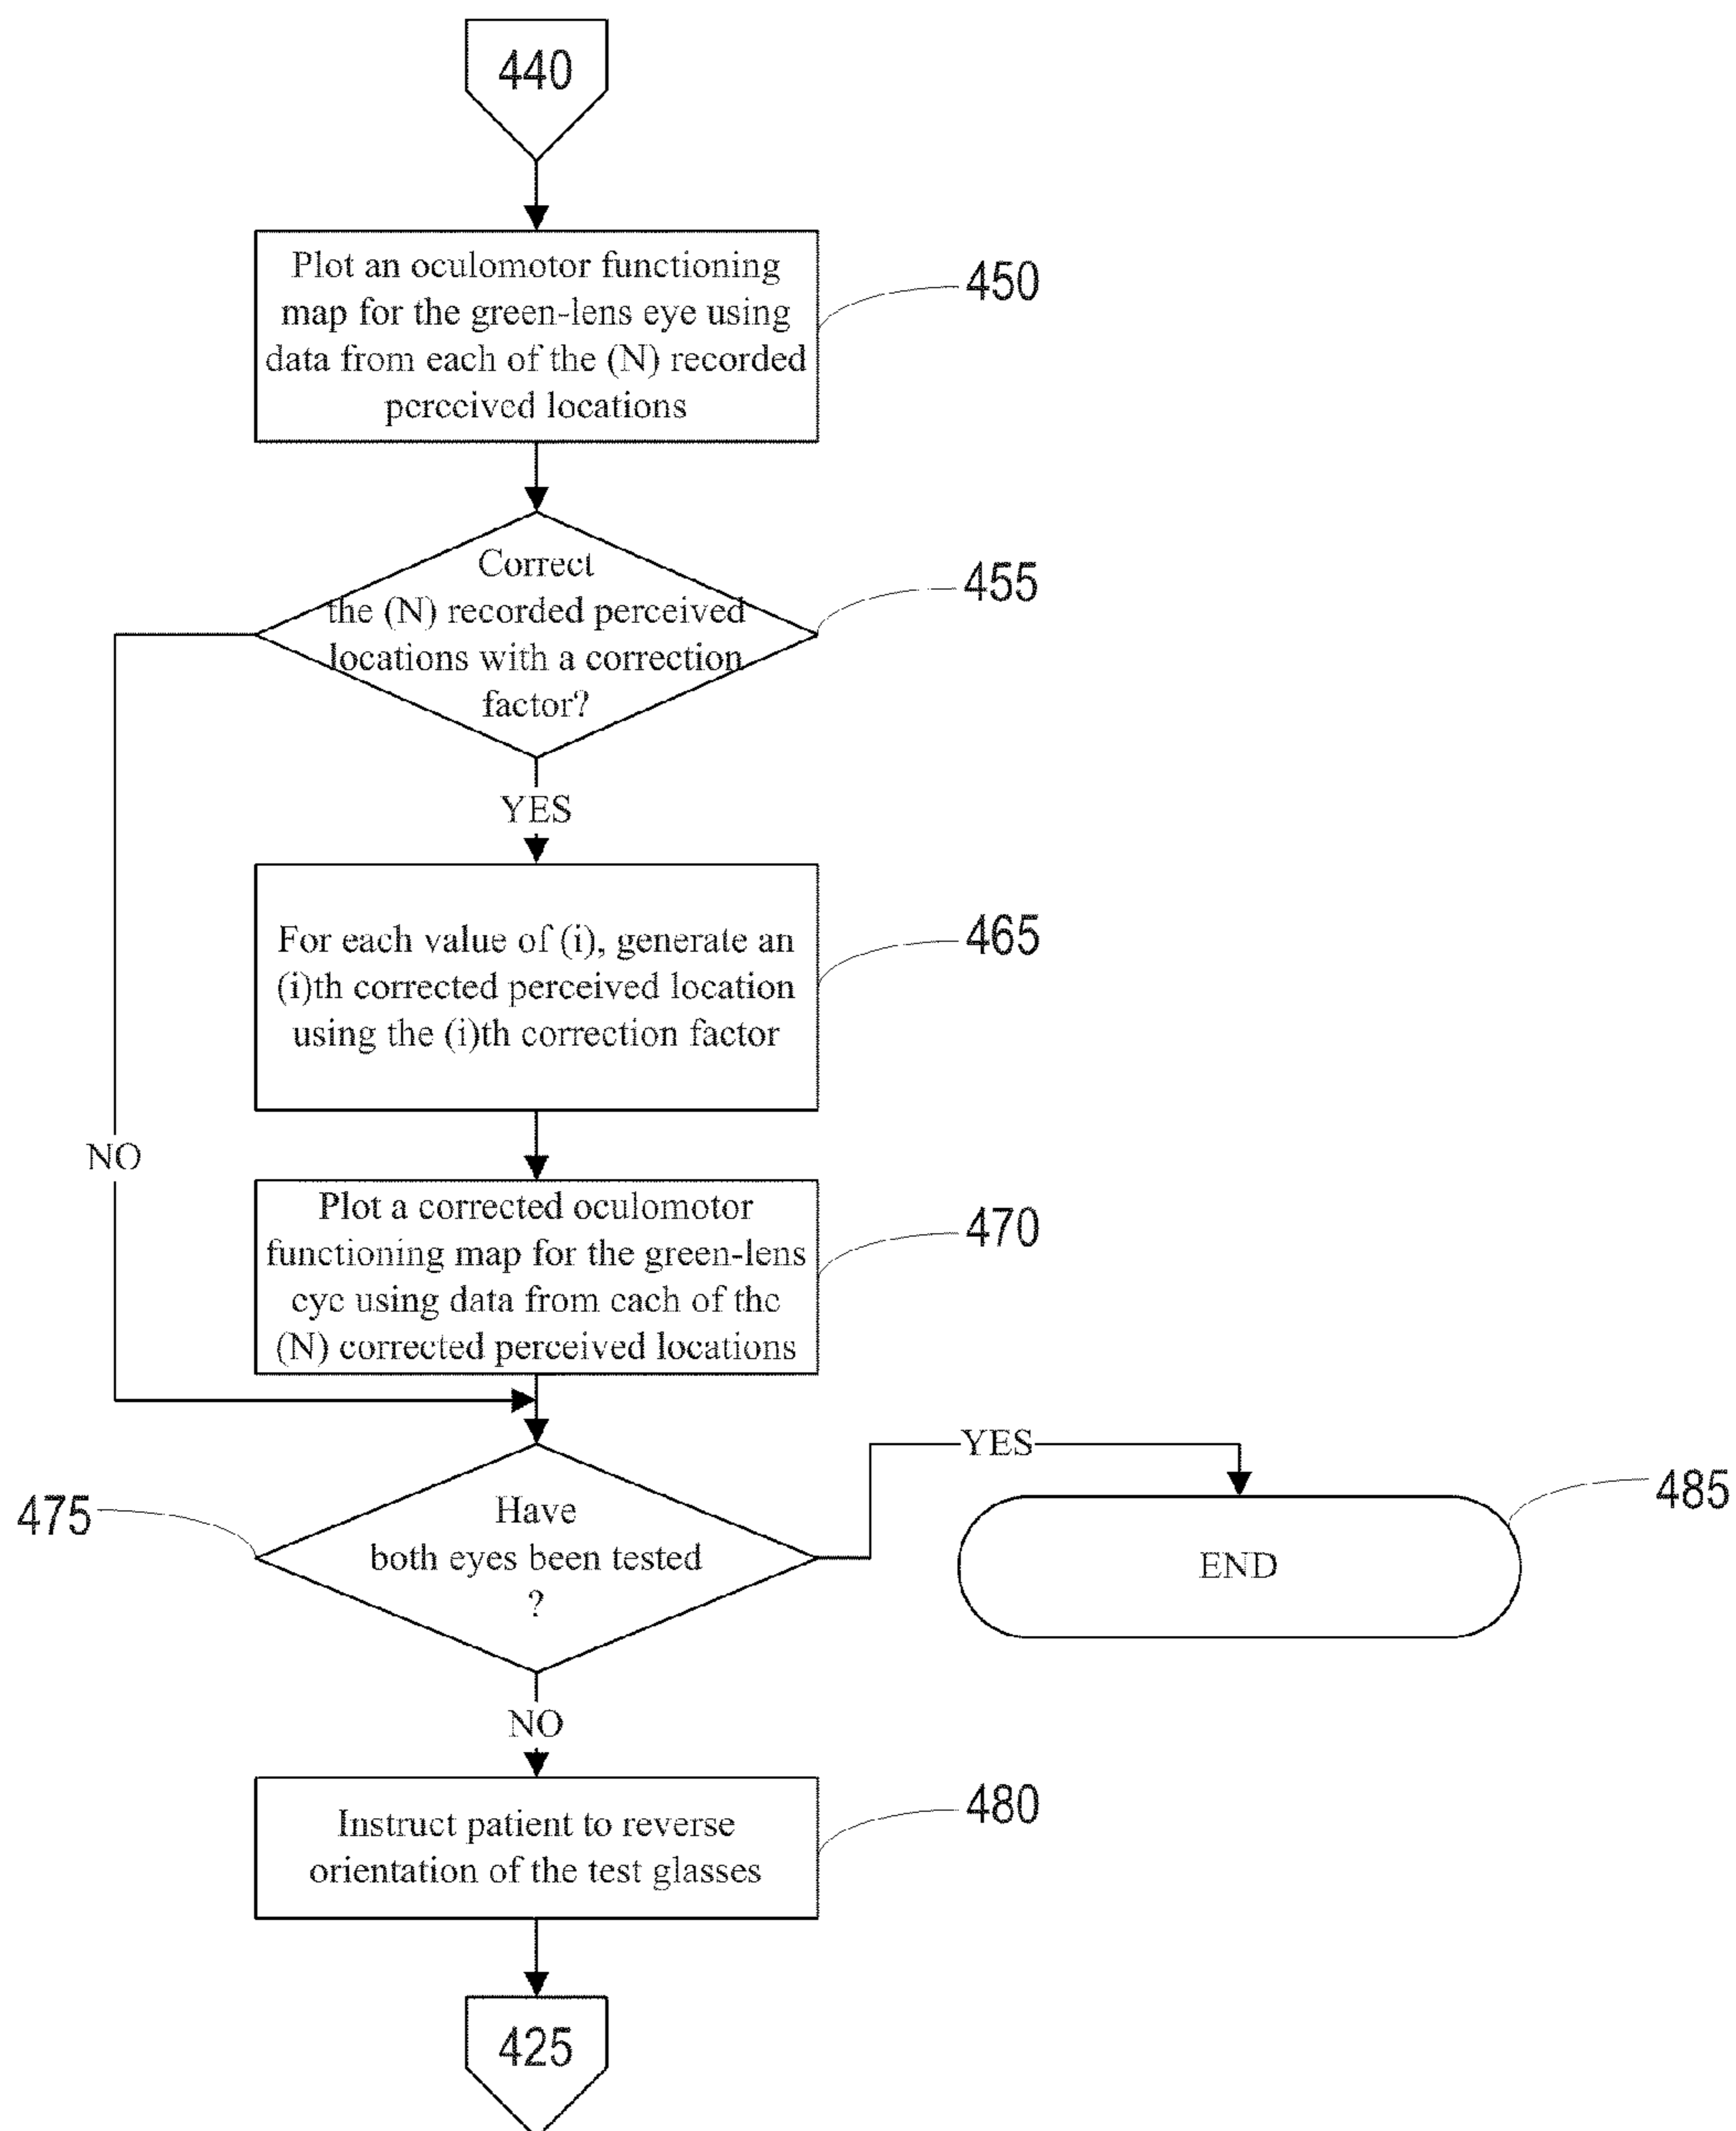 440
Plot an oculomotor functioning
map for the green-lens eye using
data from each of the (N) recorded
perceived locations
450
Correct
the (N) recorded perceived
locations with a correction
factor?
455
YES
For each value of (i), generate an
(i)th corrected perceived location
using the (i)th correction factor
465
NO
Plot a corrected oculomotor
functioning map for the green-lens
eye using data from each of the
(N) corrected perceived locations
470
YES
475
Have
both eyes been tested
?
END
485
NO
Instruct patient to reverse
orientation of the test glasses
480
425